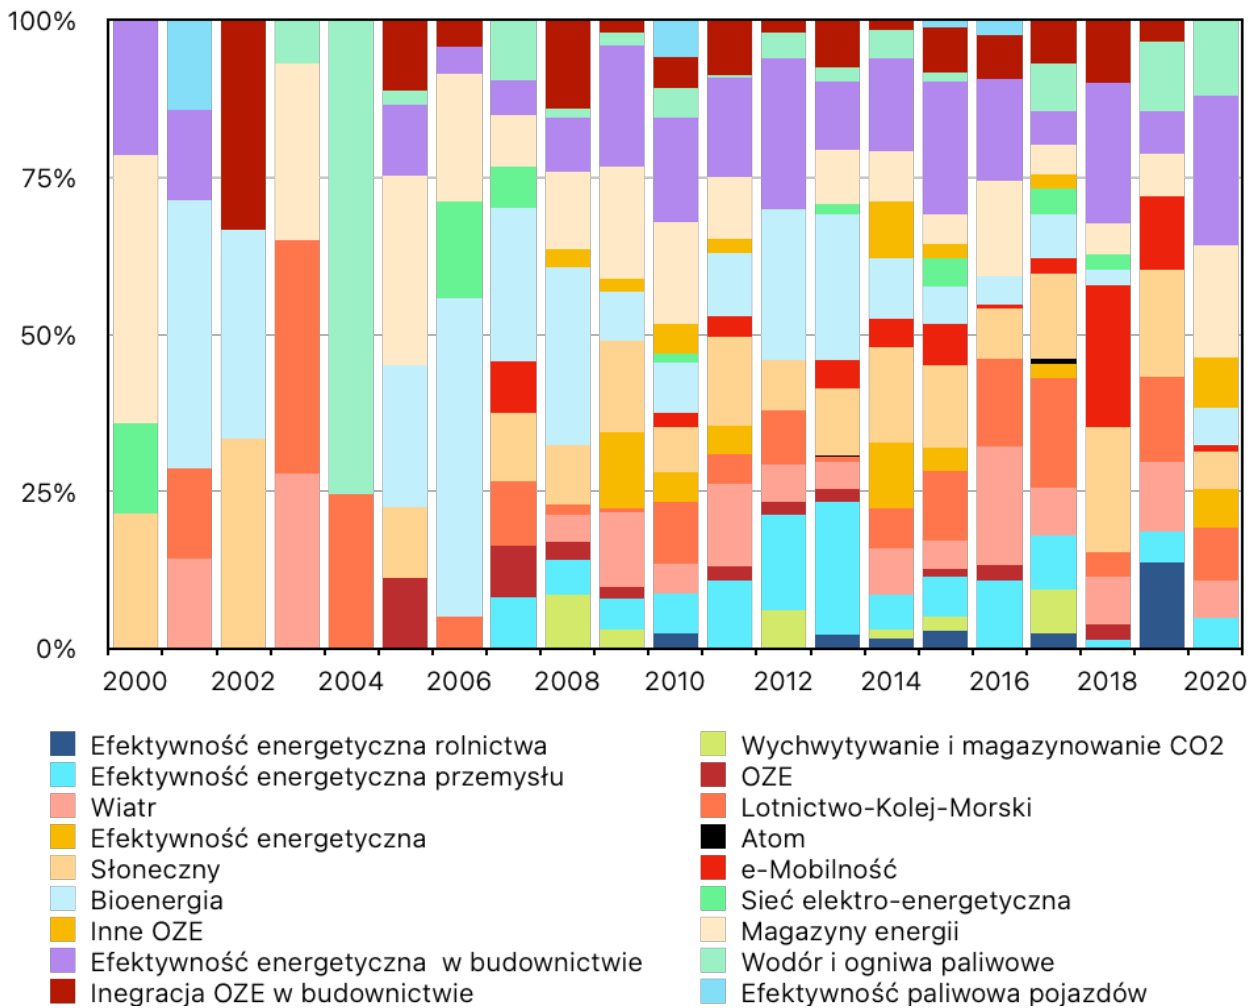 100%
75%
50%
25%
0%
2000 2002 2004 2006 2008 2010 2012 2014 2016 2018 2020
Efektywność energetyczna rolnictwa
Efektywność energetyczna przemysłu
Wiatr
Efektywność energetyczna
Słoneczny
Bioenergia
Inne OZE
Efektywność energetyczna w budownictwie
Inegracja OZE w budownictwie
Wychwytywanie i magazynowanie CO2
OZE
Lotnictwo-Kolej-Morski
Atom
e-Mobilność
Sieć elektro-energetyczna
Magazyny energii
Wodór i ogniwa paliwowe
Efektywność paliwowa pojazdów